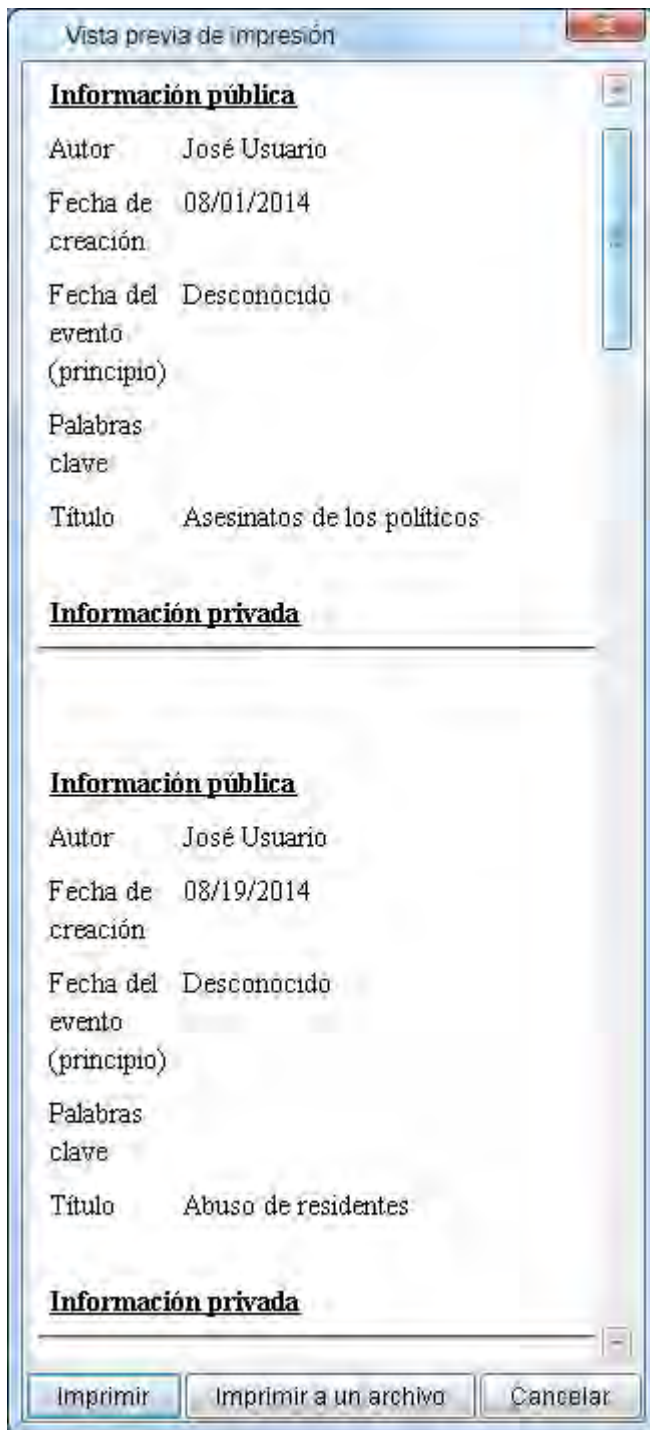 Vista previa de impresión
Información pública
Autor José Usuario
Fecha de 08/01/2014
creación
Fecha del Desconocido
evento
(principio)
Palabras
clave
Título Asesinatos de los políticos
Información privada
Información pública
Autor José Usuario
Fecha de 08/19/2014
creación
Fecha del Desconocido
evento
(principio)
Palabras
clave
Título Abuso de residentes
Información privada
Imprimir Imprimir a un archivo Cancelar